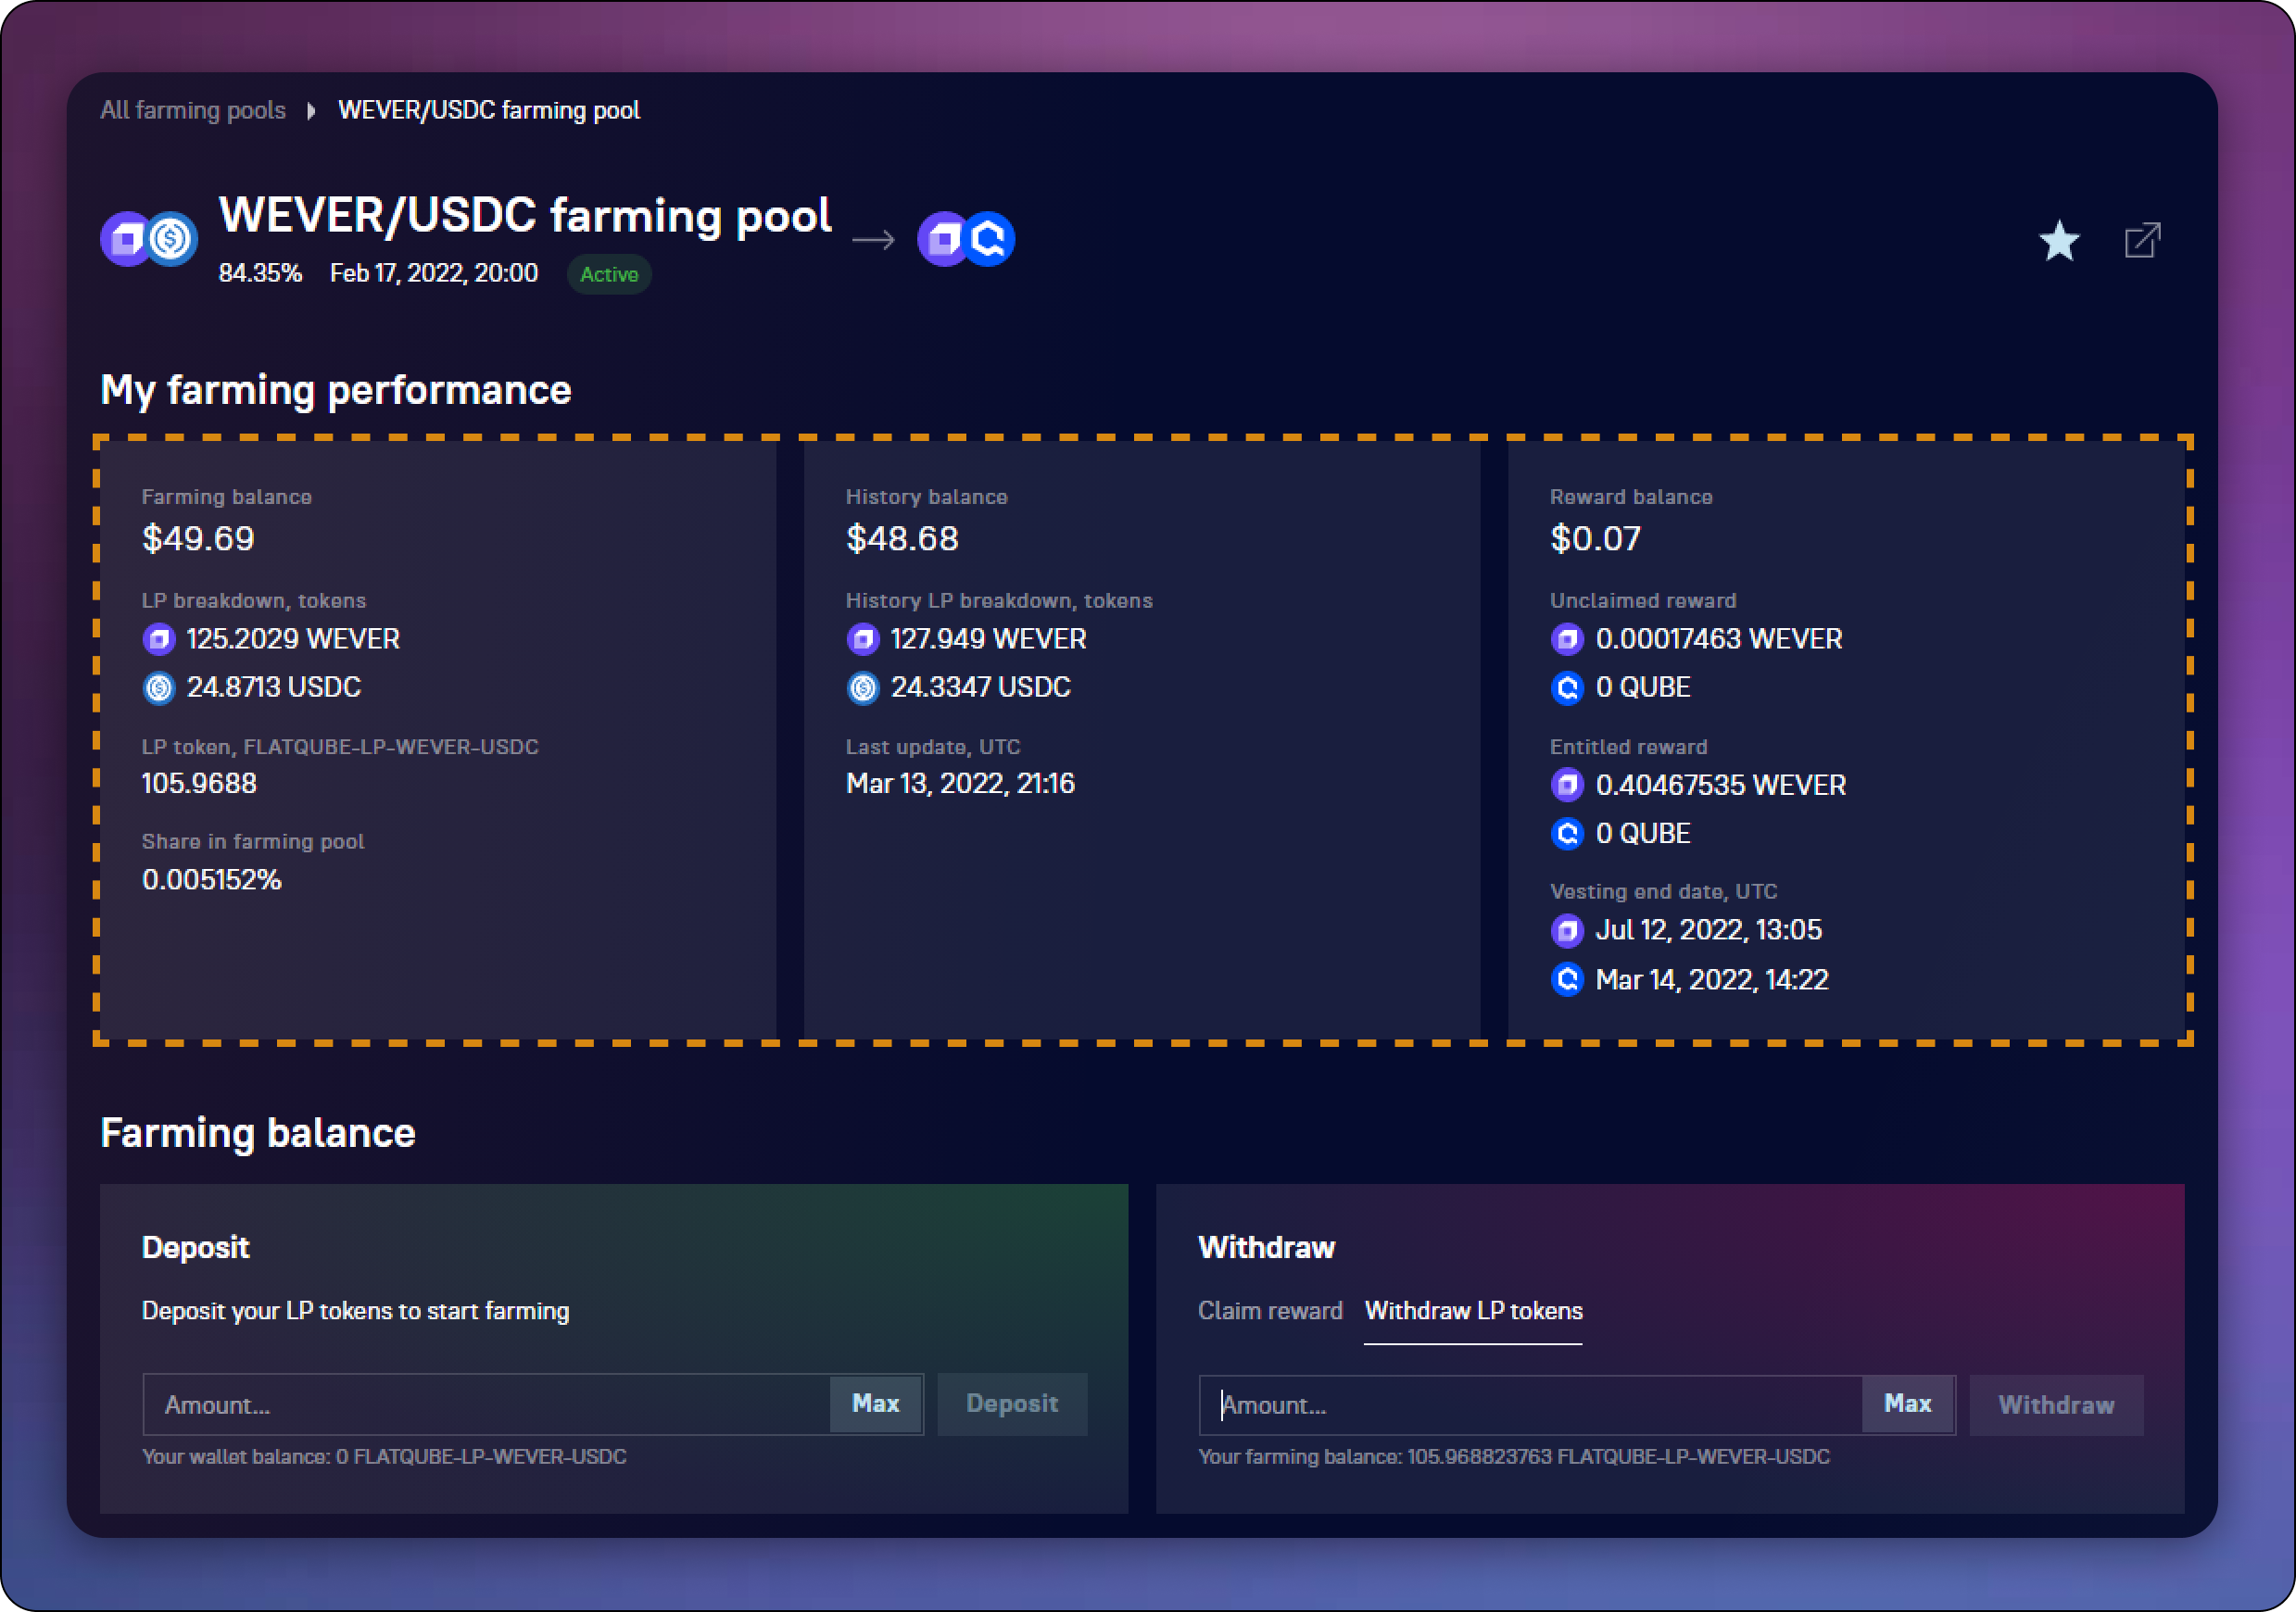 All farming pools WEVER/USDC farming pool
WEVER/USDC farming pool
84.35% Feb 17, 2022, 20:00 Active
My farming performance
Farming balance
$49.69
LP breakdown, tokens
125.2029 WEVER
24.8713 USDC
LP token, FLATQUBE-LP-WEVER-USDC
105.9688
Share in farming pool
0.005152%
History balance
$48.68
History LP breakdown, tokens
127.949 WEVER
24.3347 USDC
Last update, UTC
Mar 13, 2022, 21:16
Reward balance
$0.07
Unclaimed reward
0.00017463 WEVER
0 QUBE
Entitled reward
0.40467535 WEVER
0 QUBE
Vesting end date, UTC
Jul 12, 2022, 13:05
Mar 14, 2022, 14:22
Farming balance
Deposit
Deposit your LP tokens to start farming
Amount... Max Deposit
Your wallet balance: 0 FLATQUBE-LP-WEVER-USDC
Withdraw
Claim reward Withdraw LP tokens
Amount... Max Withdraw
Your farming balance: 105.968823763 FLATQUBE-LP-WEVER-USDC